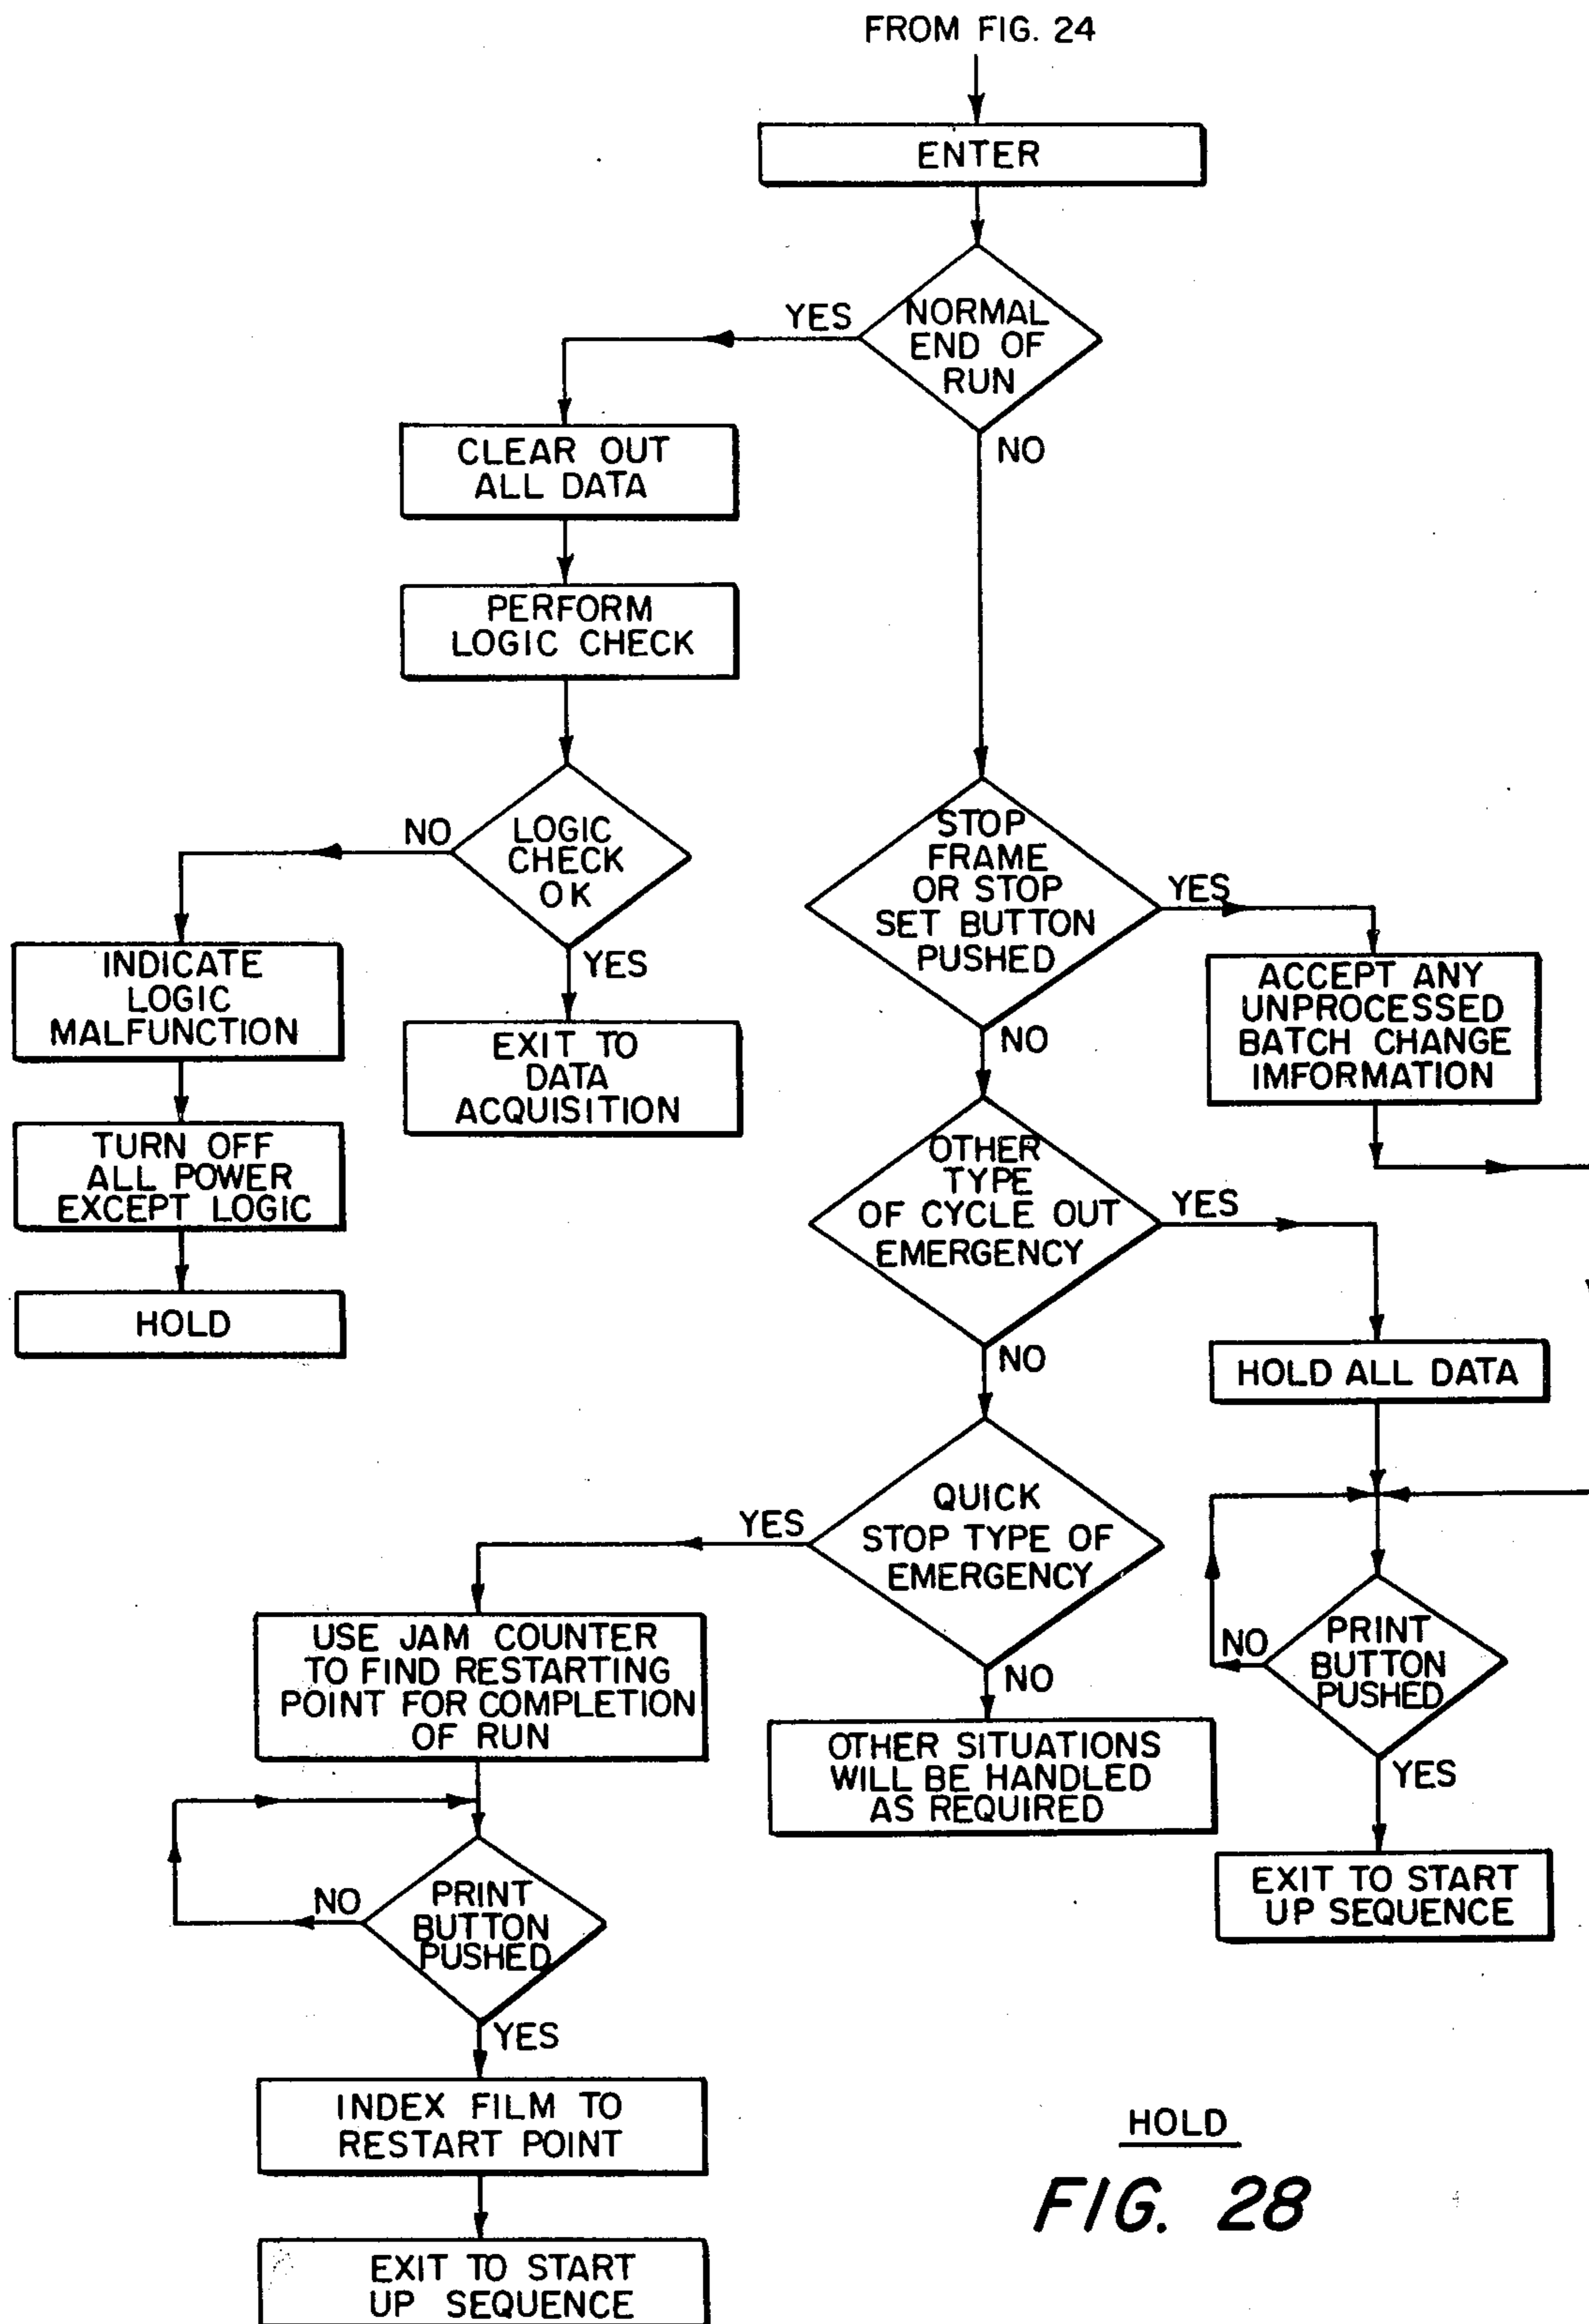 FROM FIG. 24
ENTER
NORMAL
END OF
RUN
YES
NO
CLEAR OUT
ALL DATA
PERFORM
LOGIC CHECK
LOGIC
CHECK
OK
NO
YES
INDICATE
LOGIC
MALFUNCTION
TURN OFF
ALL POWER
EXCEPT LOGIC
HOLD
EXIT TO
DATA
ACQUISITION
STOP
FRAME
OR STOP
SET BUTTON
PUSHED
YES
NO
ACCEPT ANY
UNPROCESSED
BATCH CHANGE
IMFORMATION
OTHER
TYPE
OF CYCLE OUT
EMERGENCY
YES
NO
HOLD ALL DATA
QUICK
STOP TYPE OF
EMERGENCY
YES
NO
PRINT
BUTTON
PUSHED
NO
YES
EXIT TO START
UP SEQUENCE
OTHER SITUATIONS
WILL BE HANDLED
AS REQUIRED
USE JAM COUNTER
TO FIND RESTARTING
POINT FOR COMPLETION
OF RUN
PRINT
BUTTON
PUSHED
NO
YES
INDEX FILM TO
RESTART POINT
EXIT TO START
UP SEQUENCE
HOLD
FIG. 28